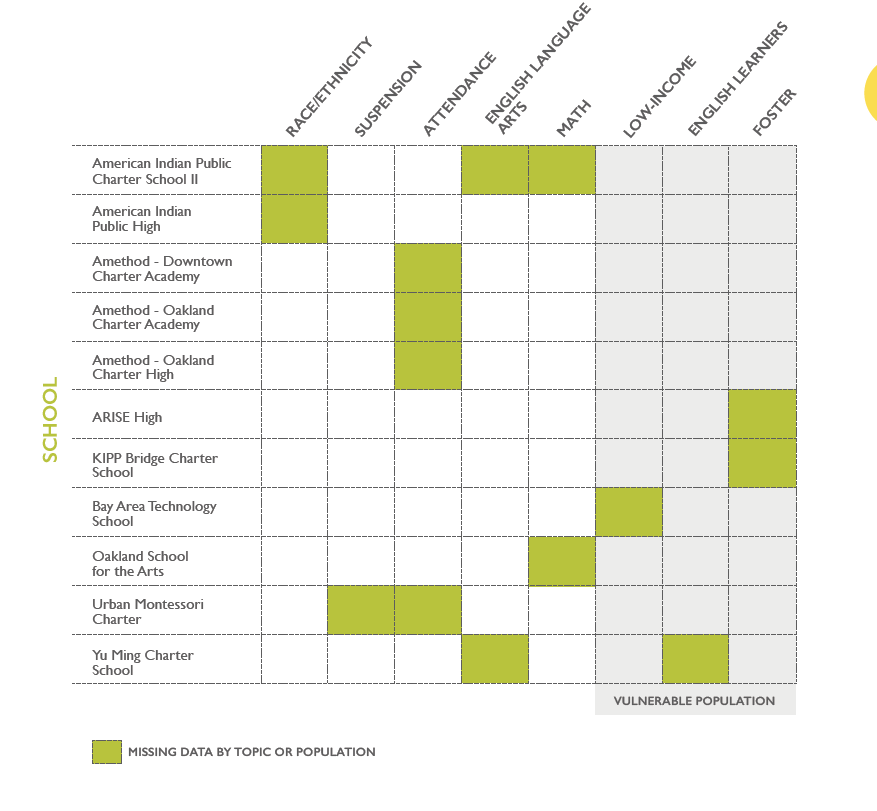 RACE/ETHNICITY
SUSPENSION
ATTENDANCE
ENGLISH LANGUAGE
ARTS
MATH
LOW-INCOME
ENGLISH LEARNERS
FOSTER
SCHOOL
American Indian Public
Charter School II
American Indian
Public High
Amethod - Downtown
Charter Academy
Amethod - Oakland
Charter Academy
Amethod - Oakland
Charter High
ARISE High
KIPP Bridge Charter
School
Bay Area Technology
School
Oakland School
for the Arts
Urban Montessori
Charter
Yu Ming Charter
School
VULNERABLE POPULATION
MISSING DATA BY TOPIC OR POPULATION